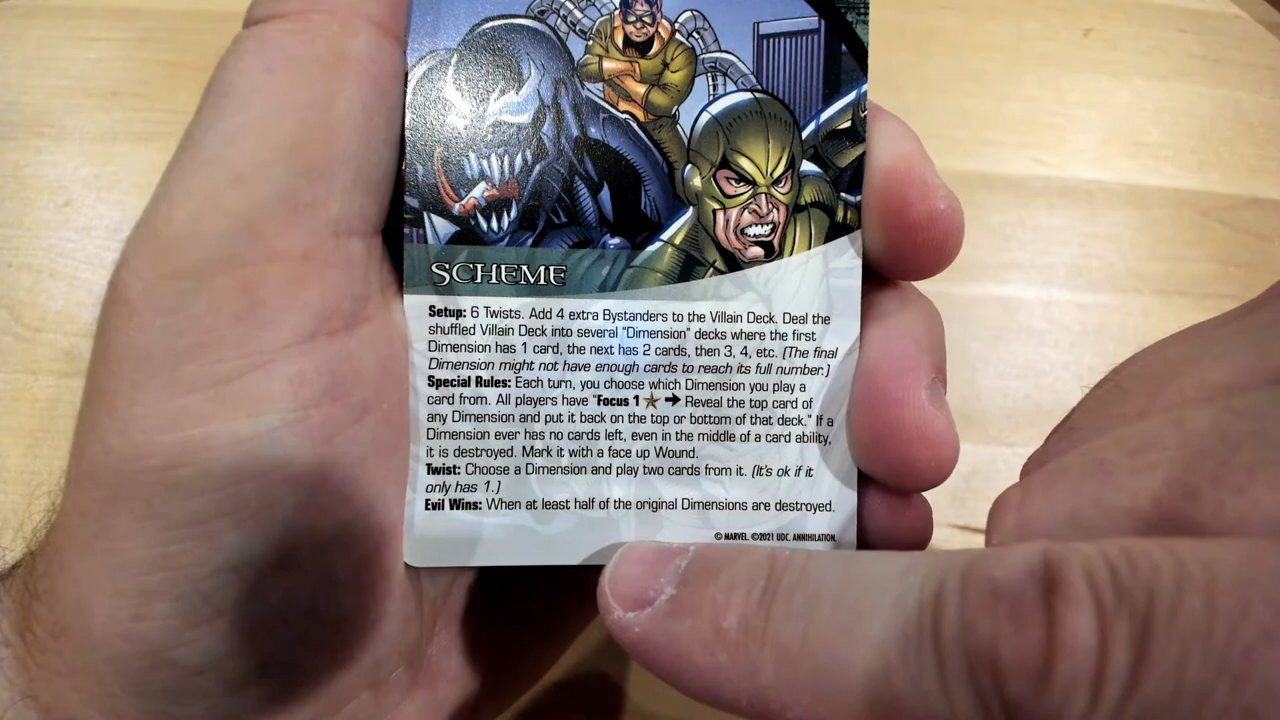 SCHEME
Setup: 6 Twists. Add 4 extra Bystanders to the Villain Deck. Deal the
shuffled Villain Deck into several "Dimension" decks where the first
Dimension has 1 card, the next has 2 cards, then 3, 4, etc. (The final
Dimension might not have enough cards to reach its full number.)
Special Rules: Each turn, you choose which Dimension you play a
card from. All players have "Focus 1 ★ → Reveal the top card of
any Dimension and put it back on the top or bottom of that deck." If a
Dimension ever has no cards left, even in the middle of a card ability,
it is destroyed. Mark it with a face up Wound.
Twist: Choose a Dimension and play two cards from it. (It's ok if it
only has 1.)
Evil Wins: When at least half of the original Dimensions are destroyed.
© MARVEL. ©2021 UDC. ANNIHILATION.